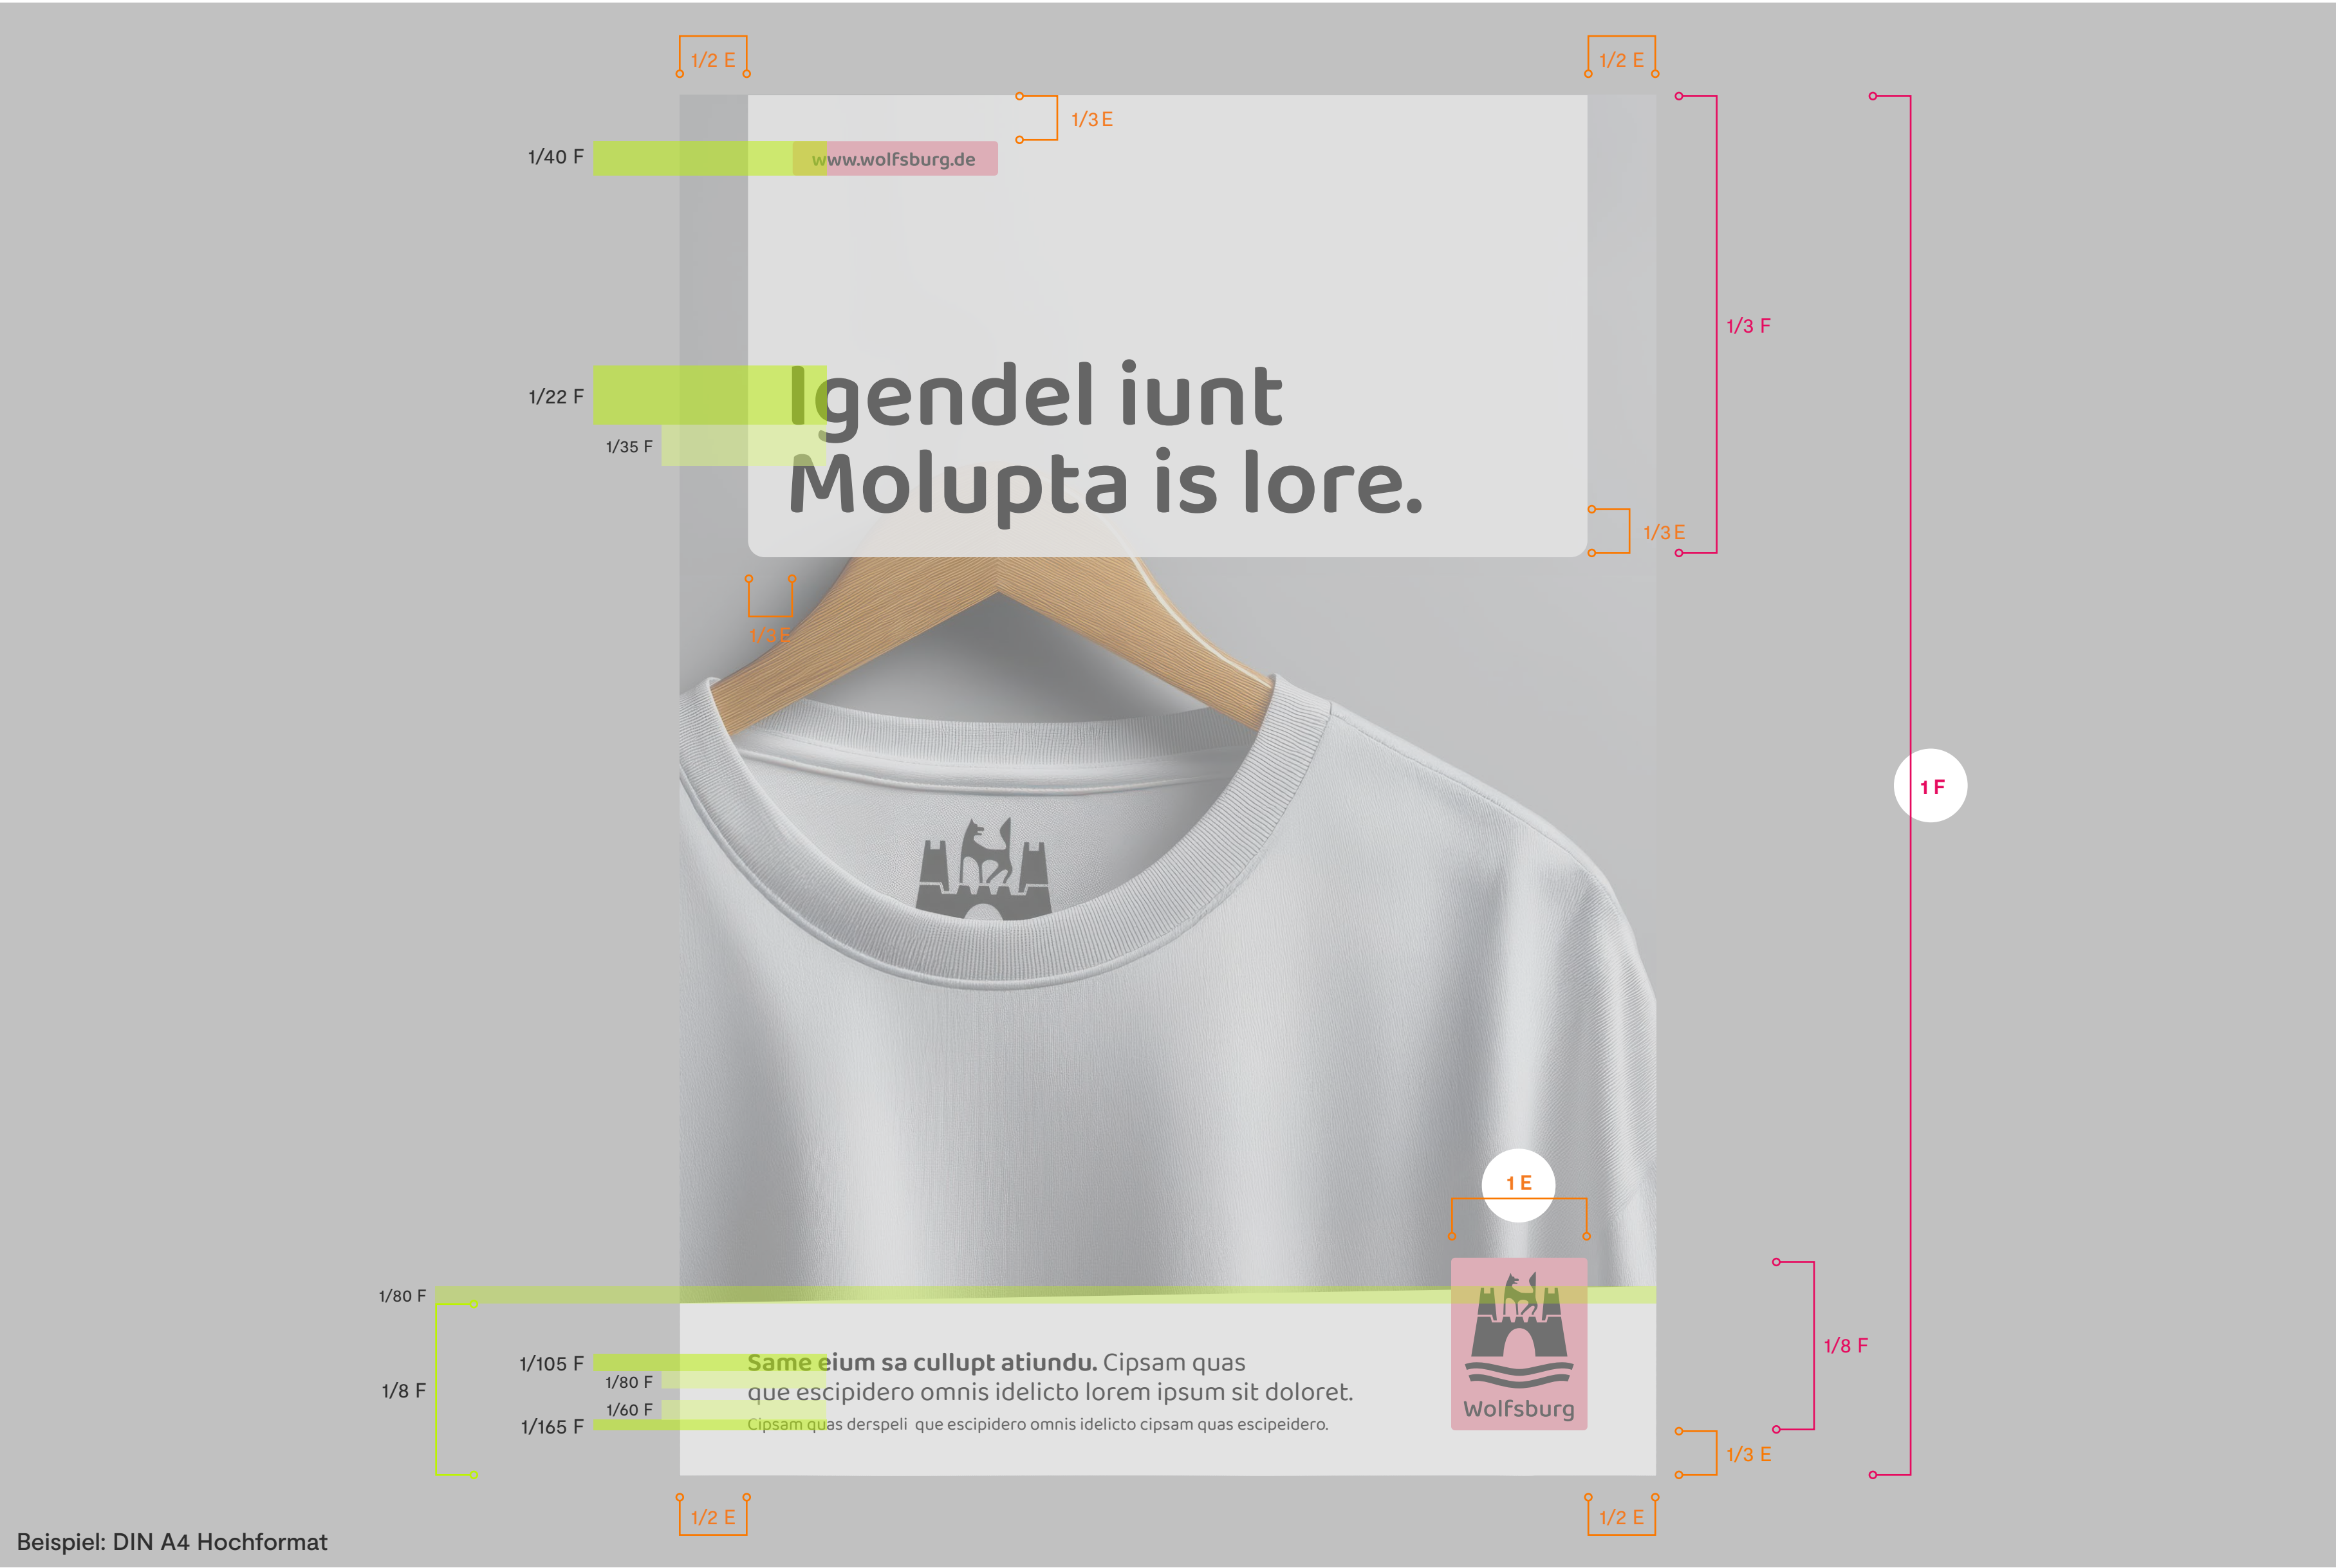 1/2 E
1/2 E
1/3 E
1/40 F
www.wolfsburg.de
1/3 F
1/22 F
Igendel iunt
1/35 F
Molupta is lore.
1/3 E
1/3 E
1 F
1 E
1/80 F
1/8 F
1/105 F
Same eium sa cullupt atiundu. Cipsam quas
1/80 F
que escipidero omnis idelicto lorem ipsum sit doloret.
1/8 F
1/60 F
Wolfsburg
1/165 F
Cipsam quas derspeli que escipidero omnis idelicto cipsam quas escipeidero.
1/3 E
1/2 E
1/2 E
Beispiel: DIN A4 Hochformat